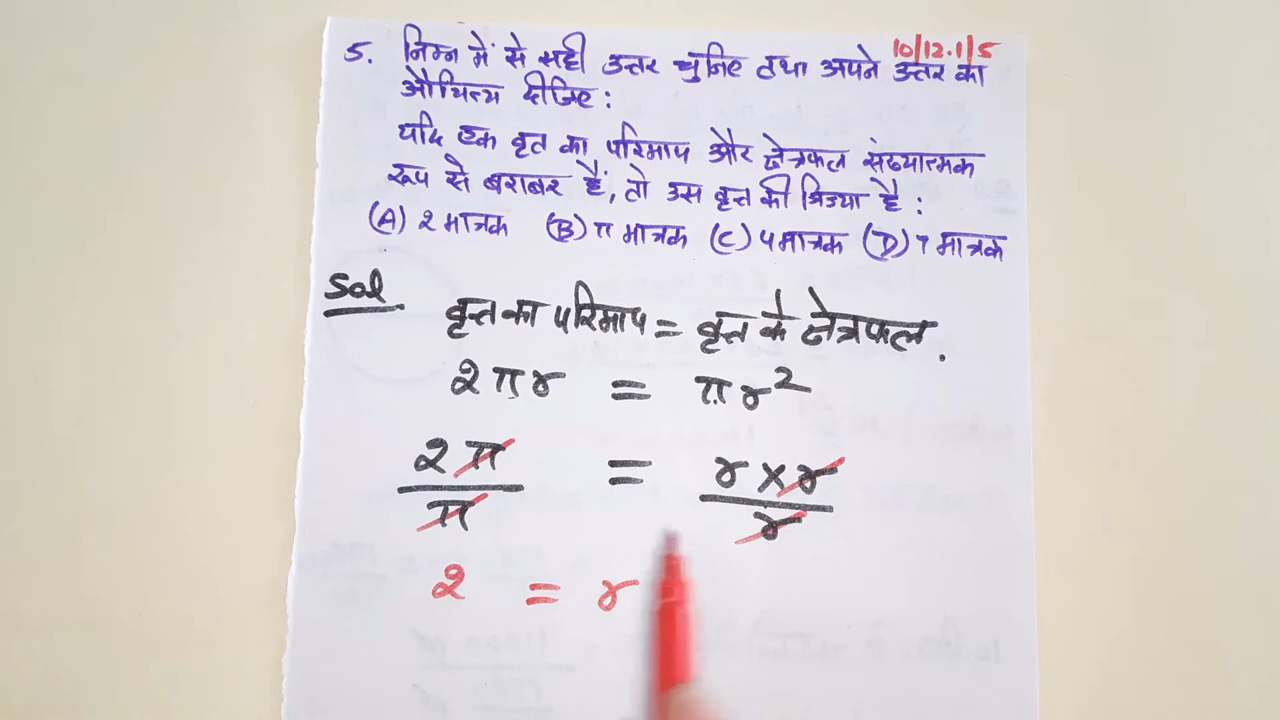 10/12.1/5
5. निम्न में से सही उत्तर चुनिए तथा अपने उत्तर का
औचित्य दीजिए :
यदि एक वृत का परिमाप और क्षेत्रफल संख्यात्मक
रूप से बराबर है, तो उस वृत्त की त्रिज्या है :
(A) 2 मात्रक (B) π मात्रक (C) 4 मात्रक (D) 7 मात्रक
Sol
वृत्त का परिमाप = वृत्त के क्षेत्रफल.
2πr = πr²
2π/π = r×r/r
2 = r